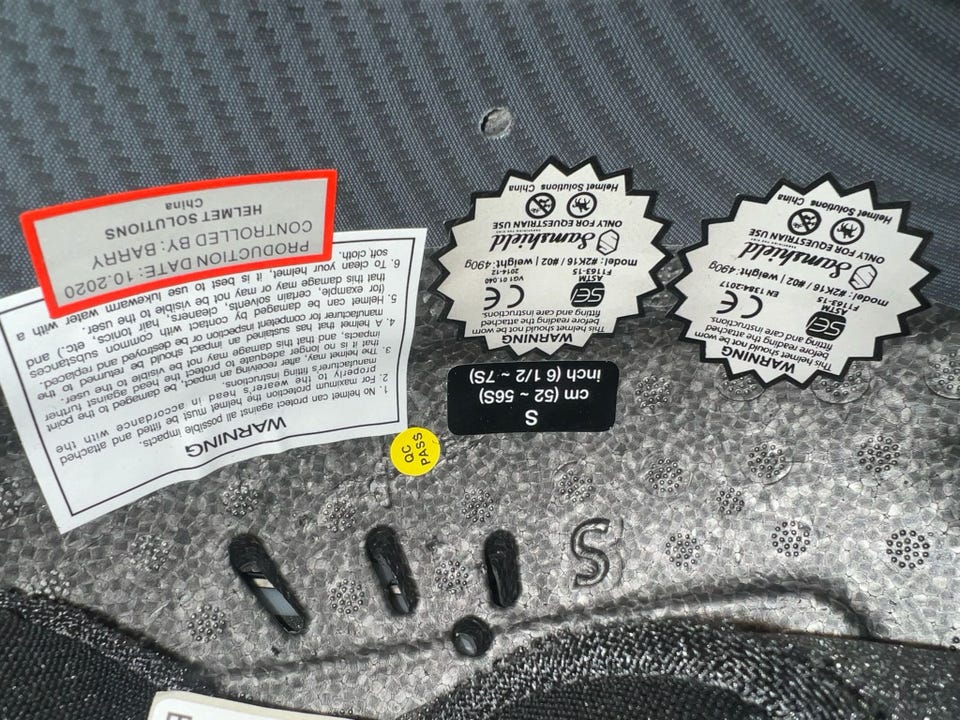 PRODUCTION DATE: 10.2020
CONTROLLED BY: BARRY
HELMET SOLUTIONS
China
WARNING
1. No helmet can protect against all possible impacts.
2. For maximum protection the helmet must be fitted and attached
properly to the wearer's head in accordance with the
manufacturer's fitting instructions.
3. The helmet, may, after receiving an impact, be damaged to the point
that it is no longer adequate to protect the head against further
impacts, and that this damage may not be visible to the user.
4. A helmet that has sustained an impact should be returned to the
manufacturer for competent inspection or be destroyed and replaced.
5. Helmet can be damaged by contact with common substances
(for example, certain solvents, cleaners, hair tonics, etc.) and
that this damage may or may not be visible to the user.
6. To clean your helmet, it is best to use lukewarm water with a
soft cloth.
QC
PASS
WARNING
This helmet should not be worn
before reading the attached
fitting and care instructions.
SEI
CE
ASTM
F1163-15
VG1 01.040
2014-12
model: #2K16 / #02 | weight: 490g
Samshield
ONLY FOR EQUESTRIAN USE
Helmet Solutions China
WARNING
This helmet should not be worn
before reading the attached
fitting and care instructions.
SEI
CE
ASTM
F1163-15
EN 1384:2017
model: #2K16 / #02 | weight: 490g
Samshield
ONLY FOR EQUESTRIAN USE
Helmet Solutions China
S
cm (52 ~ 56S)
inch (6 1/2 ~ 7S)
S